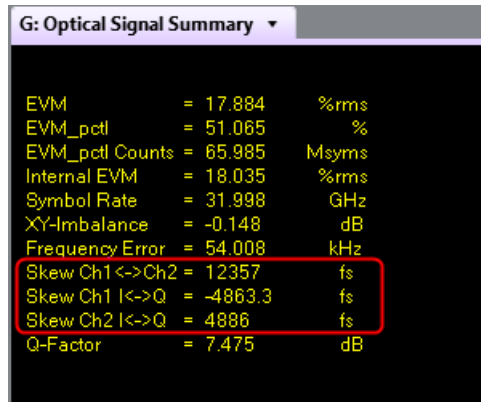 G: Optical Signal Summary
EVM = 17.884 %rms
EVM_pctl = 51.065 %
EVM_pctl Counts = 65.985 Msyms
Internal EVM = 18.035 %rms
Symbol Rate = 31.998 GHz
XY-Imbalance = -0.148 dB
Frequency Error = 54.008 kHz
Skew Ch1<->Ch2 = 12357 fs
Skew Ch1 I<->Q = -4863.3 fs
Skew Ch2 I<->Q = 4886 fs
Q-Factor = 7.475 dB